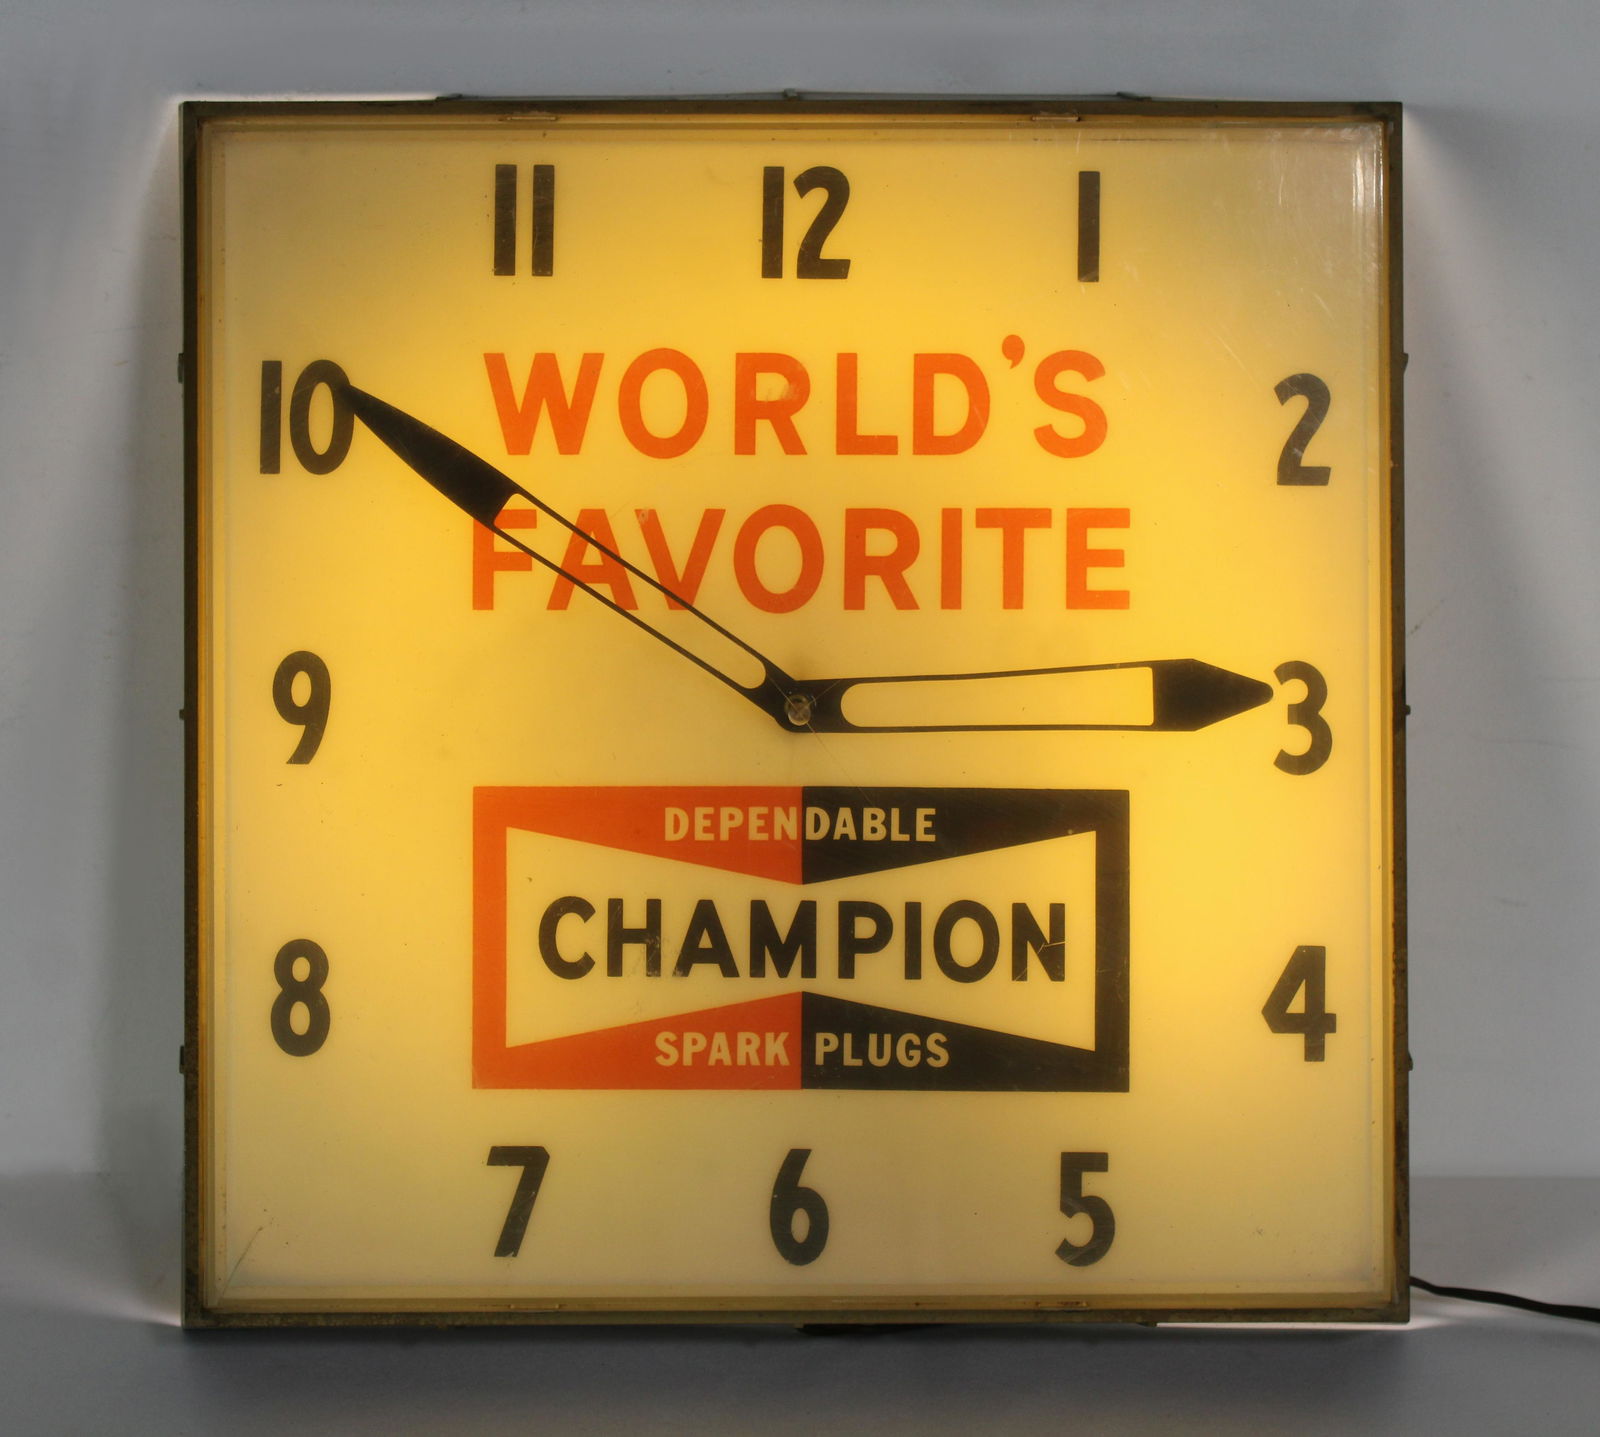 11 12 1
10 2
WORLD'S
FAVORITE
9 3
DEPENDABLE
CHAMPION
8 4
SPARK PLUGS
7 6 5